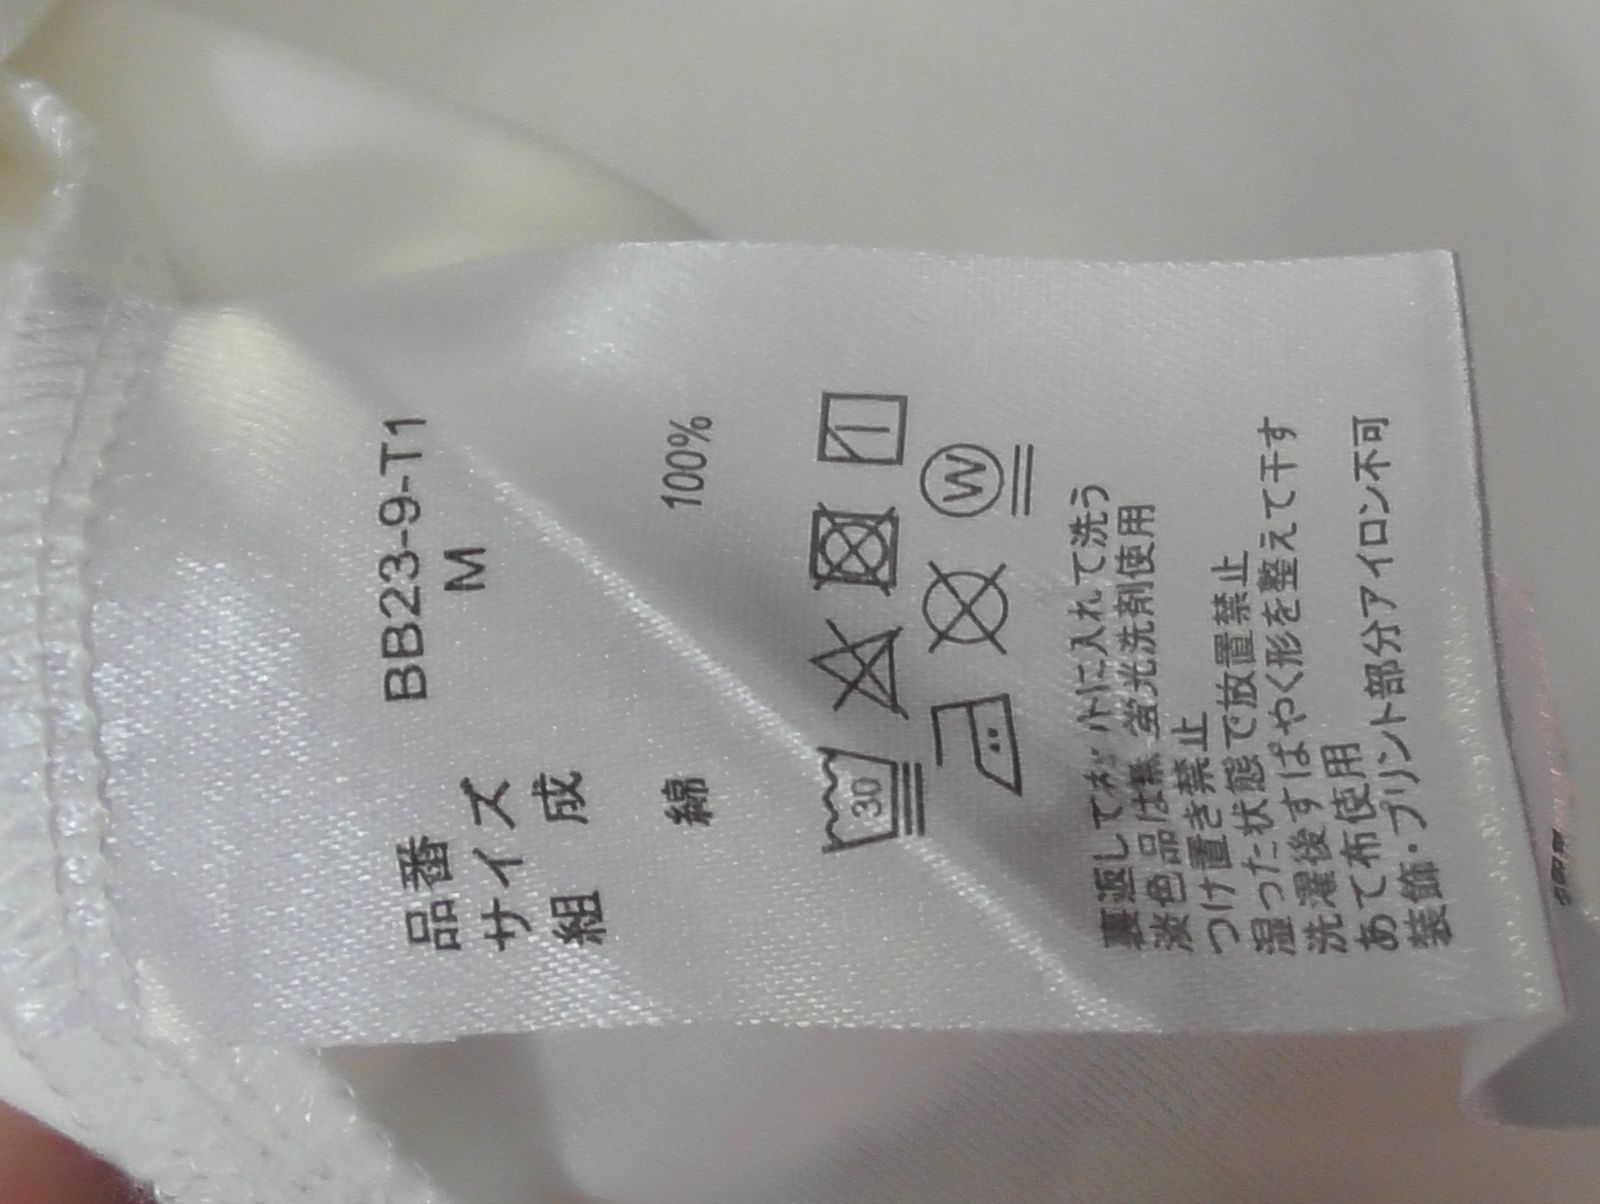 品番 BB23-9-T1
サイズ M
組成
綿 100%
30
W
裏返してネットに入れて洗う
淡色品は無蛍光洗剤使用
つけ置き禁止
湿った状態で放置禁止
洗濯後すばやく形を整えて干す
あて布使用
装飾・プリント部分アイロン不可